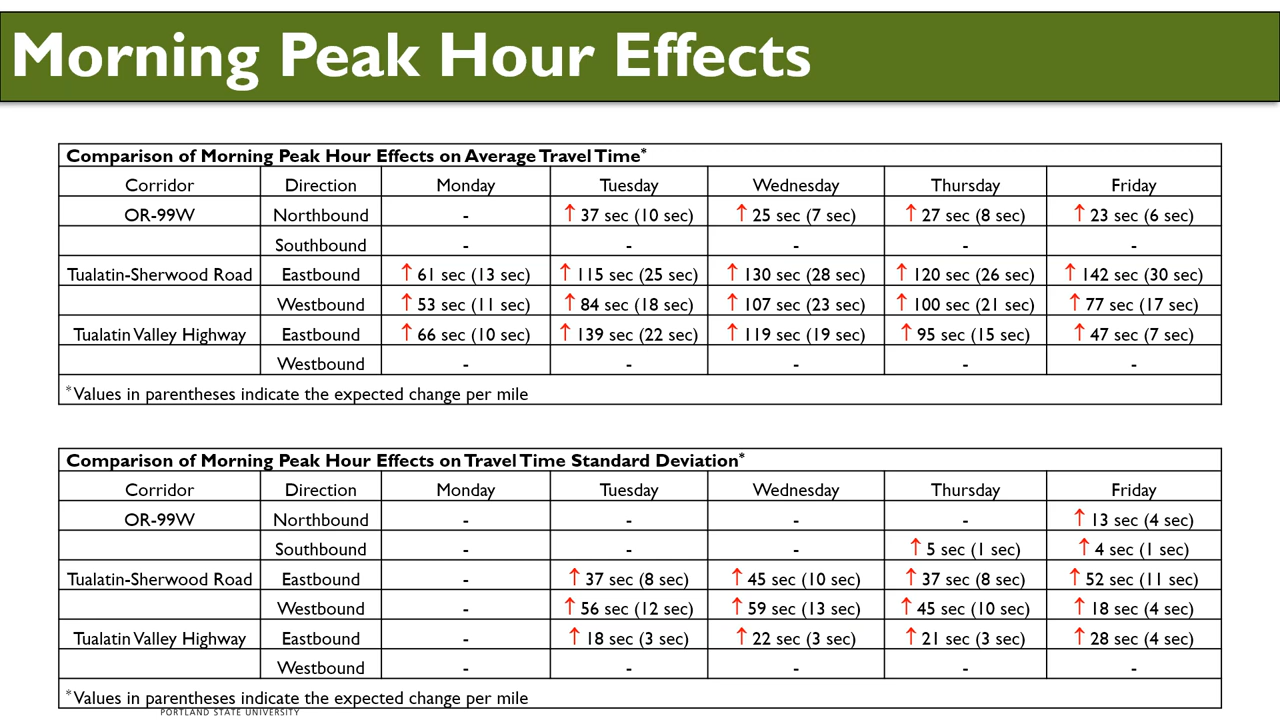 Morning Peak Hour Effects
Comparison of Morning Peak Hour Effects on Average Travel Time*
Corridor Direction Monday Tuesday Wednesday Thursday Friday
OR-99W Northbound - ↑ 37 sec (10 sec) ↑ 25 sec (7 sec) ↑ 27 sec (8 sec) ↑ 23 sec (6 sec)
Southbound - - - - -
Tualatin-Sherwood Road Eastbound ↑ 61 sec (13 sec) ↑ 115 sec (25 sec) ↑ 130 sec (28 sec) ↑ 120 sec (26 sec) ↑ 142 sec (30 sec)
Westbound ↑ 53 sec (11 sec) ↑ 84 sec (18 sec) ↑ 107 sec (23 sec) ↑ 100 sec (21 sec) ↑ 77 sec (17 sec)
Tualatin Valley Highway Eastbound ↑ 66 sec (10 sec) ↑ 139 sec (22 sec) ↑ 119 sec (19 sec) ↑ 95 sec (15 sec) ↑ 47 sec (7 sec)
Westbound - - - - -
*Values in parentheses indicate the expected change per mile
Comparison of Morning Peak Hour Effects on Travel Time Standard Deviation*
Corridor Direction Monday Tuesday Wednesday Thursday Friday
OR-99W Northbound - - - - ↑ 13 sec (4 sec)
Southbound - - - ↑ 5 sec (1 sec) ↑ 4 sec (1 sec)
Tualatin-Sherwood Road Eastbound - ↑ 37 sec (8 sec) ↑ 45 sec (10 sec) ↑ 37 sec (8 sec) ↑ 52 sec (11 sec)
Westbound - ↑ 56 sec (12 sec) ↑ 59 sec (13 sec) ↑ 45 sec (10 sec) ↑ 18 sec (4 sec)
Tualatin Valley Highway Eastbound - ↑ 18 sec (3 sec) ↑ 22 sec (3 sec) ↑ 21 sec (3 sec) ↑ 28 sec (4 sec)
Westbound - - - - -
*Values in parentheses indicate the expected change per mile
PORTLAND STATE UNIVERSITY